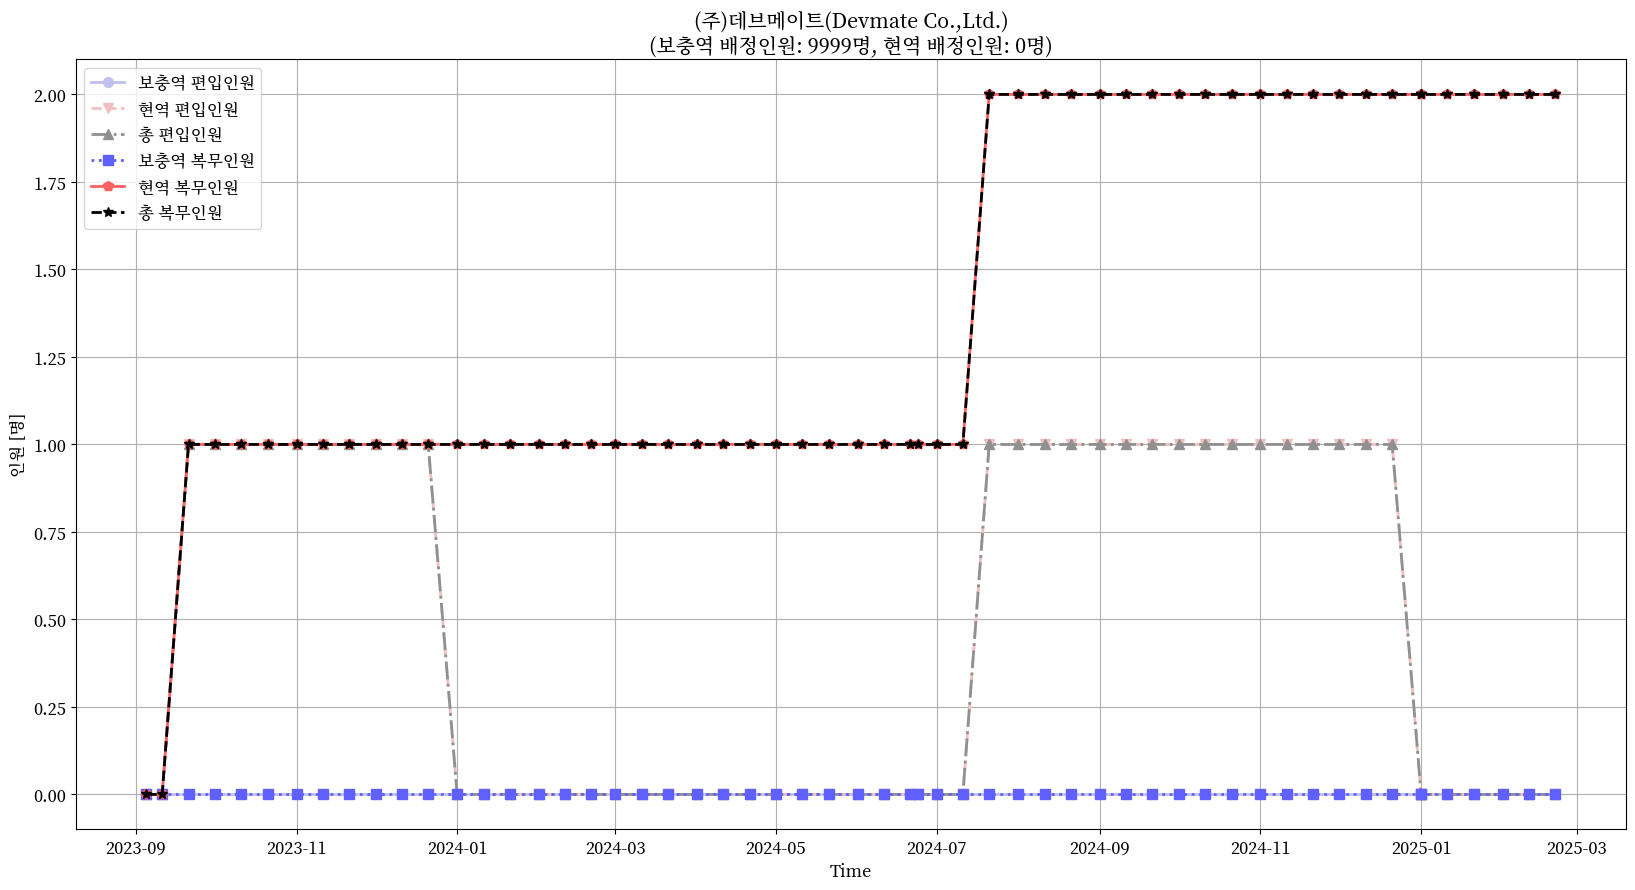 (주)데브메이트(Devmate Co.,Ltd.)
(보충역 배정인원: 9999명, 현역 배정인원: 0명)
보충역 편입인원
현역 편입인원
총 편입인원
보충역 복무인원
현역 복무인원
총 복무인원
2.00
1.75
1.50
1.25
1.00
0.75
0.50
0.25
0.00
인원 [명]
2023-09
2023-11
2024-01
2024-03
2024-05
2024-07
2024-09
2024-11
2025-01
2025-03
Time